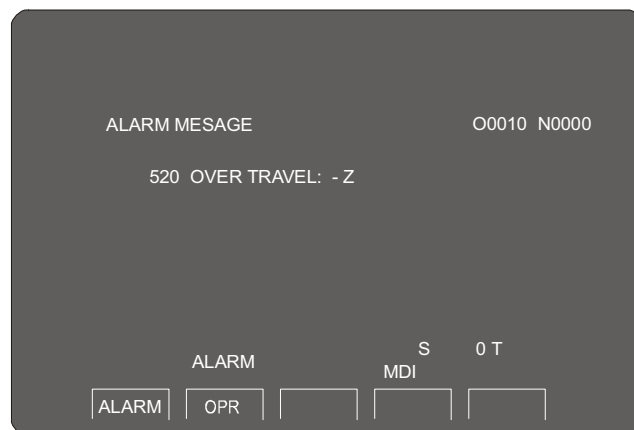 ALARM MESAGE O0010 N0000
520 OVER TRAVEL: - Z
S 0 T
ALARM
MDI
ALARM OPR